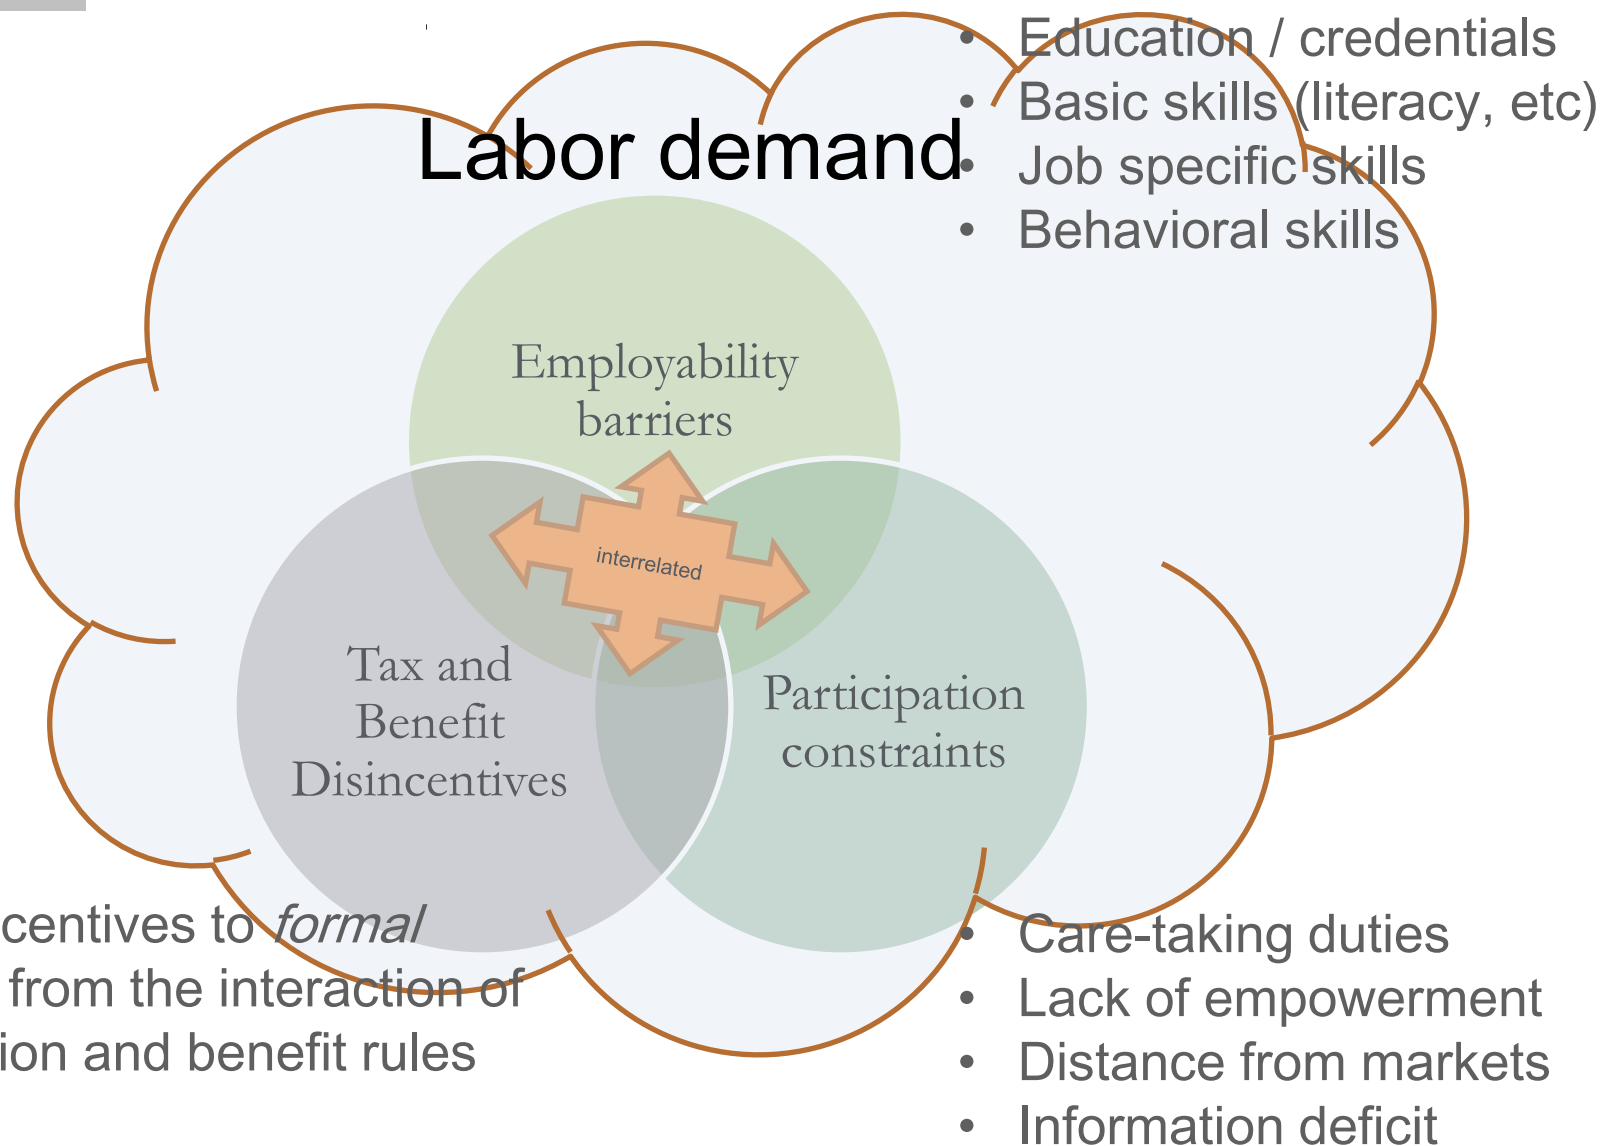 • Education / credentials
• Basic skills (literacy, etc)
• Job specific skills
• Behavioral skills
Labor demand
Employability
barriers
interrelated
Tax and
Benefit
Disincentives
Participation
constraints
centives to formal
from the interaction of
ion and benefit rules
• Care-taking duties
• Lack of empowerment
• Distance from markets
• Information deficit